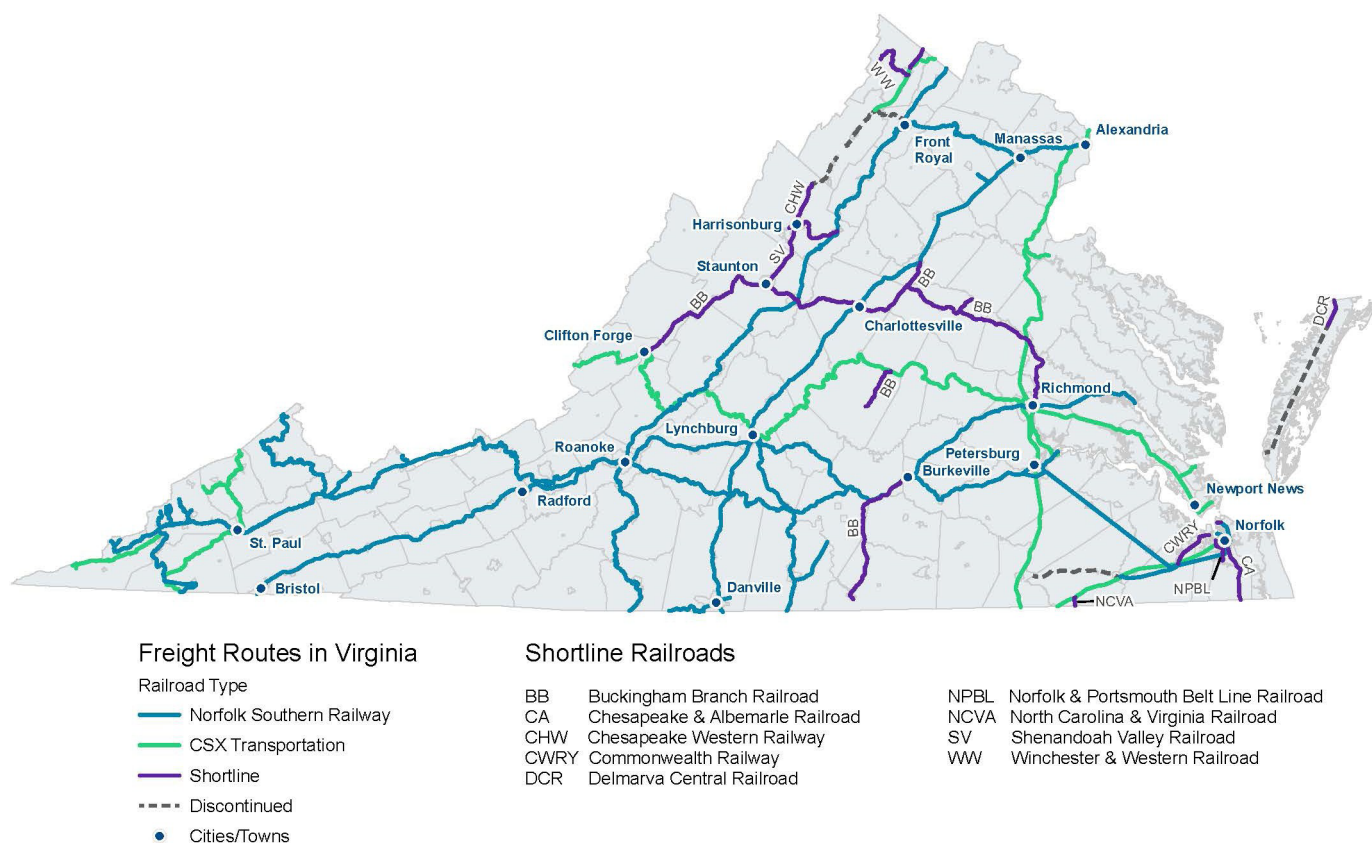 WW
Alexandria
Manassas
Front
Royal
CHW
Harrisonburg
SV
Staunton
BB
BB
BB
DCR
Charlottesville
Clifton Forge
BB
Richmond
Lynchburg
Roanoke
Petersburg
Burkeville
Radford
Newport News
BB
CWRY
Norfolk
St. Paul
CA
Bristol
Danville
NPBL
NCVA
Freight Routes in Virginia
Railroad Type
Norfolk Southern Railway
CSX Transportation
Shortline
Discontinued
Cities/Towns
Shortline Railroads
BB Buckingham Branch Railroad
CA Chesapeake & Albemarle Railroad
CHW Chesapeake Western Railway
CWRY Commonwealth Railway
DCR Delmarva Central Railroad
NPBL Norfolk & Portsmouth Belt Line Railroad
NCVA North Carolina & Virginia Railroad
SV Shenandoah Valley Railroad
WW Winchester & Western Railroad